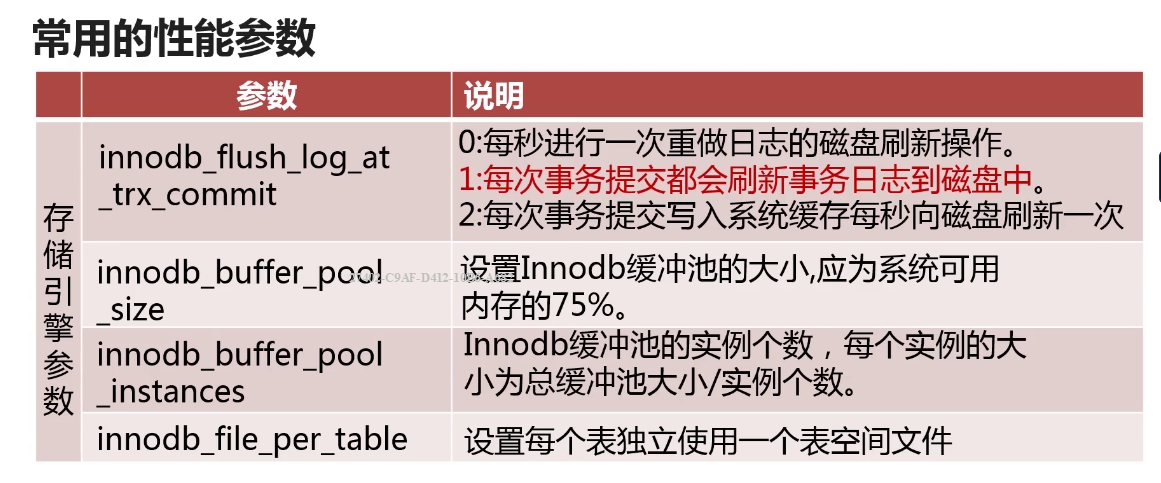 常用的性能参数
参数
说明
存储引擎参数
innodb_flush_log_at
_trx_commit
0:每秒进行一次重做日志的磁盘刷新操作。
1:每次事务提交都会刷新事务日志到磁盘中。
2:每次事务提交写入系统缓存每秒向磁盘刷新一次
innodb_buffer_pool
_size
设置Innodb缓冲池的大小,应为系统可用
内存的75%。
innodb_buffer_pool
_instances
Innodb缓冲池的实例个数，每个实例的大
小为总缓冲池大小/实例个数。
innodb_file_per_table
设置每个表独立使用一个表空间文件